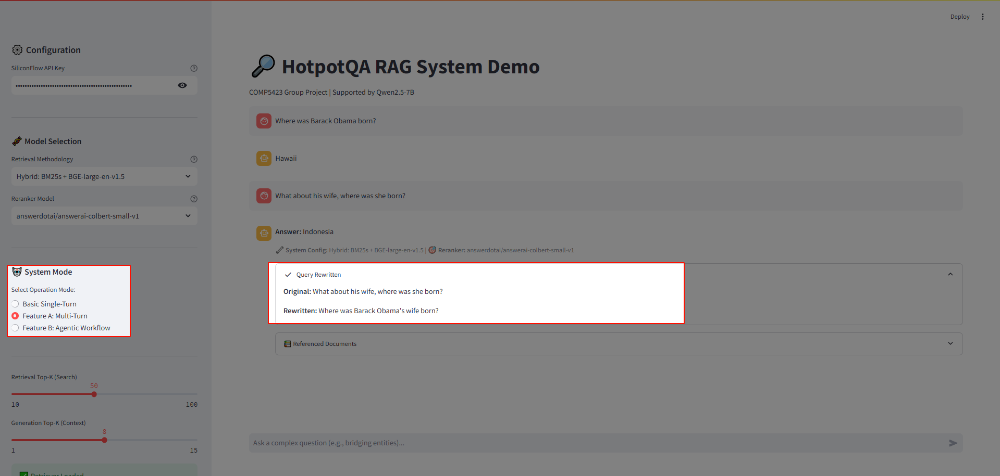 Deploy
Configuration
SiliconFlow API Key
Model Selection
Retrieval Methodology
Hybrid: BM25s + BGE-large-en-v1.5
Reranker Model
answerdotai/answerai-colbert-small-v1
System Mode
Select Operation Mode:
Basic Single-Turn
Feature A: Multi-Turn
Feature B: Agentic Workflow
Retrieval Top-K (Search)
50
10 100
Generation Top-K (Context)
8
1 15
Retriever Loaded
HotpotQA RAG System Demo
COMP5423 Group Project | Supported by Qwen2.5-7B
Where was Barack Obama born?
Hawaii
What about his wife, where was she born?
Answer: Indonesia
System Config: Hybrid: BM25s + BGE-large-en-v1.5 | Reranker: answerdotai/answerai-colbert-small-v1
Query Rewritten
Original: What about his wife, where was she born?
Rewritten: Where was Barack Obama's wife born?
Referenced Documents
Ask a complex question (e.g., bridging entities)...